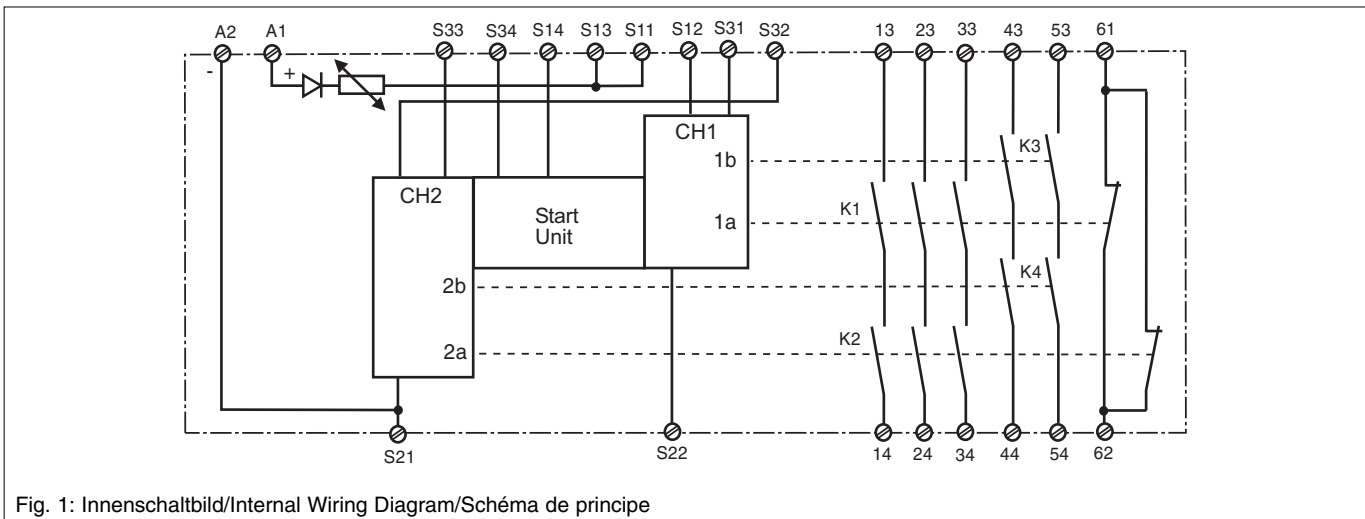 A2 A1 S33 S34 S14 S13 S11 S12 S31 S32 13 23 33 43 53 61
- +
CH1
1b K3
CH2
Start
Unit
1a K1
2b K4
2a K2
S21 S22 14 24 34 44 54 62
Fig. 1: Innenschaltbild/Internal Wiring Diagram/Schéma de principe